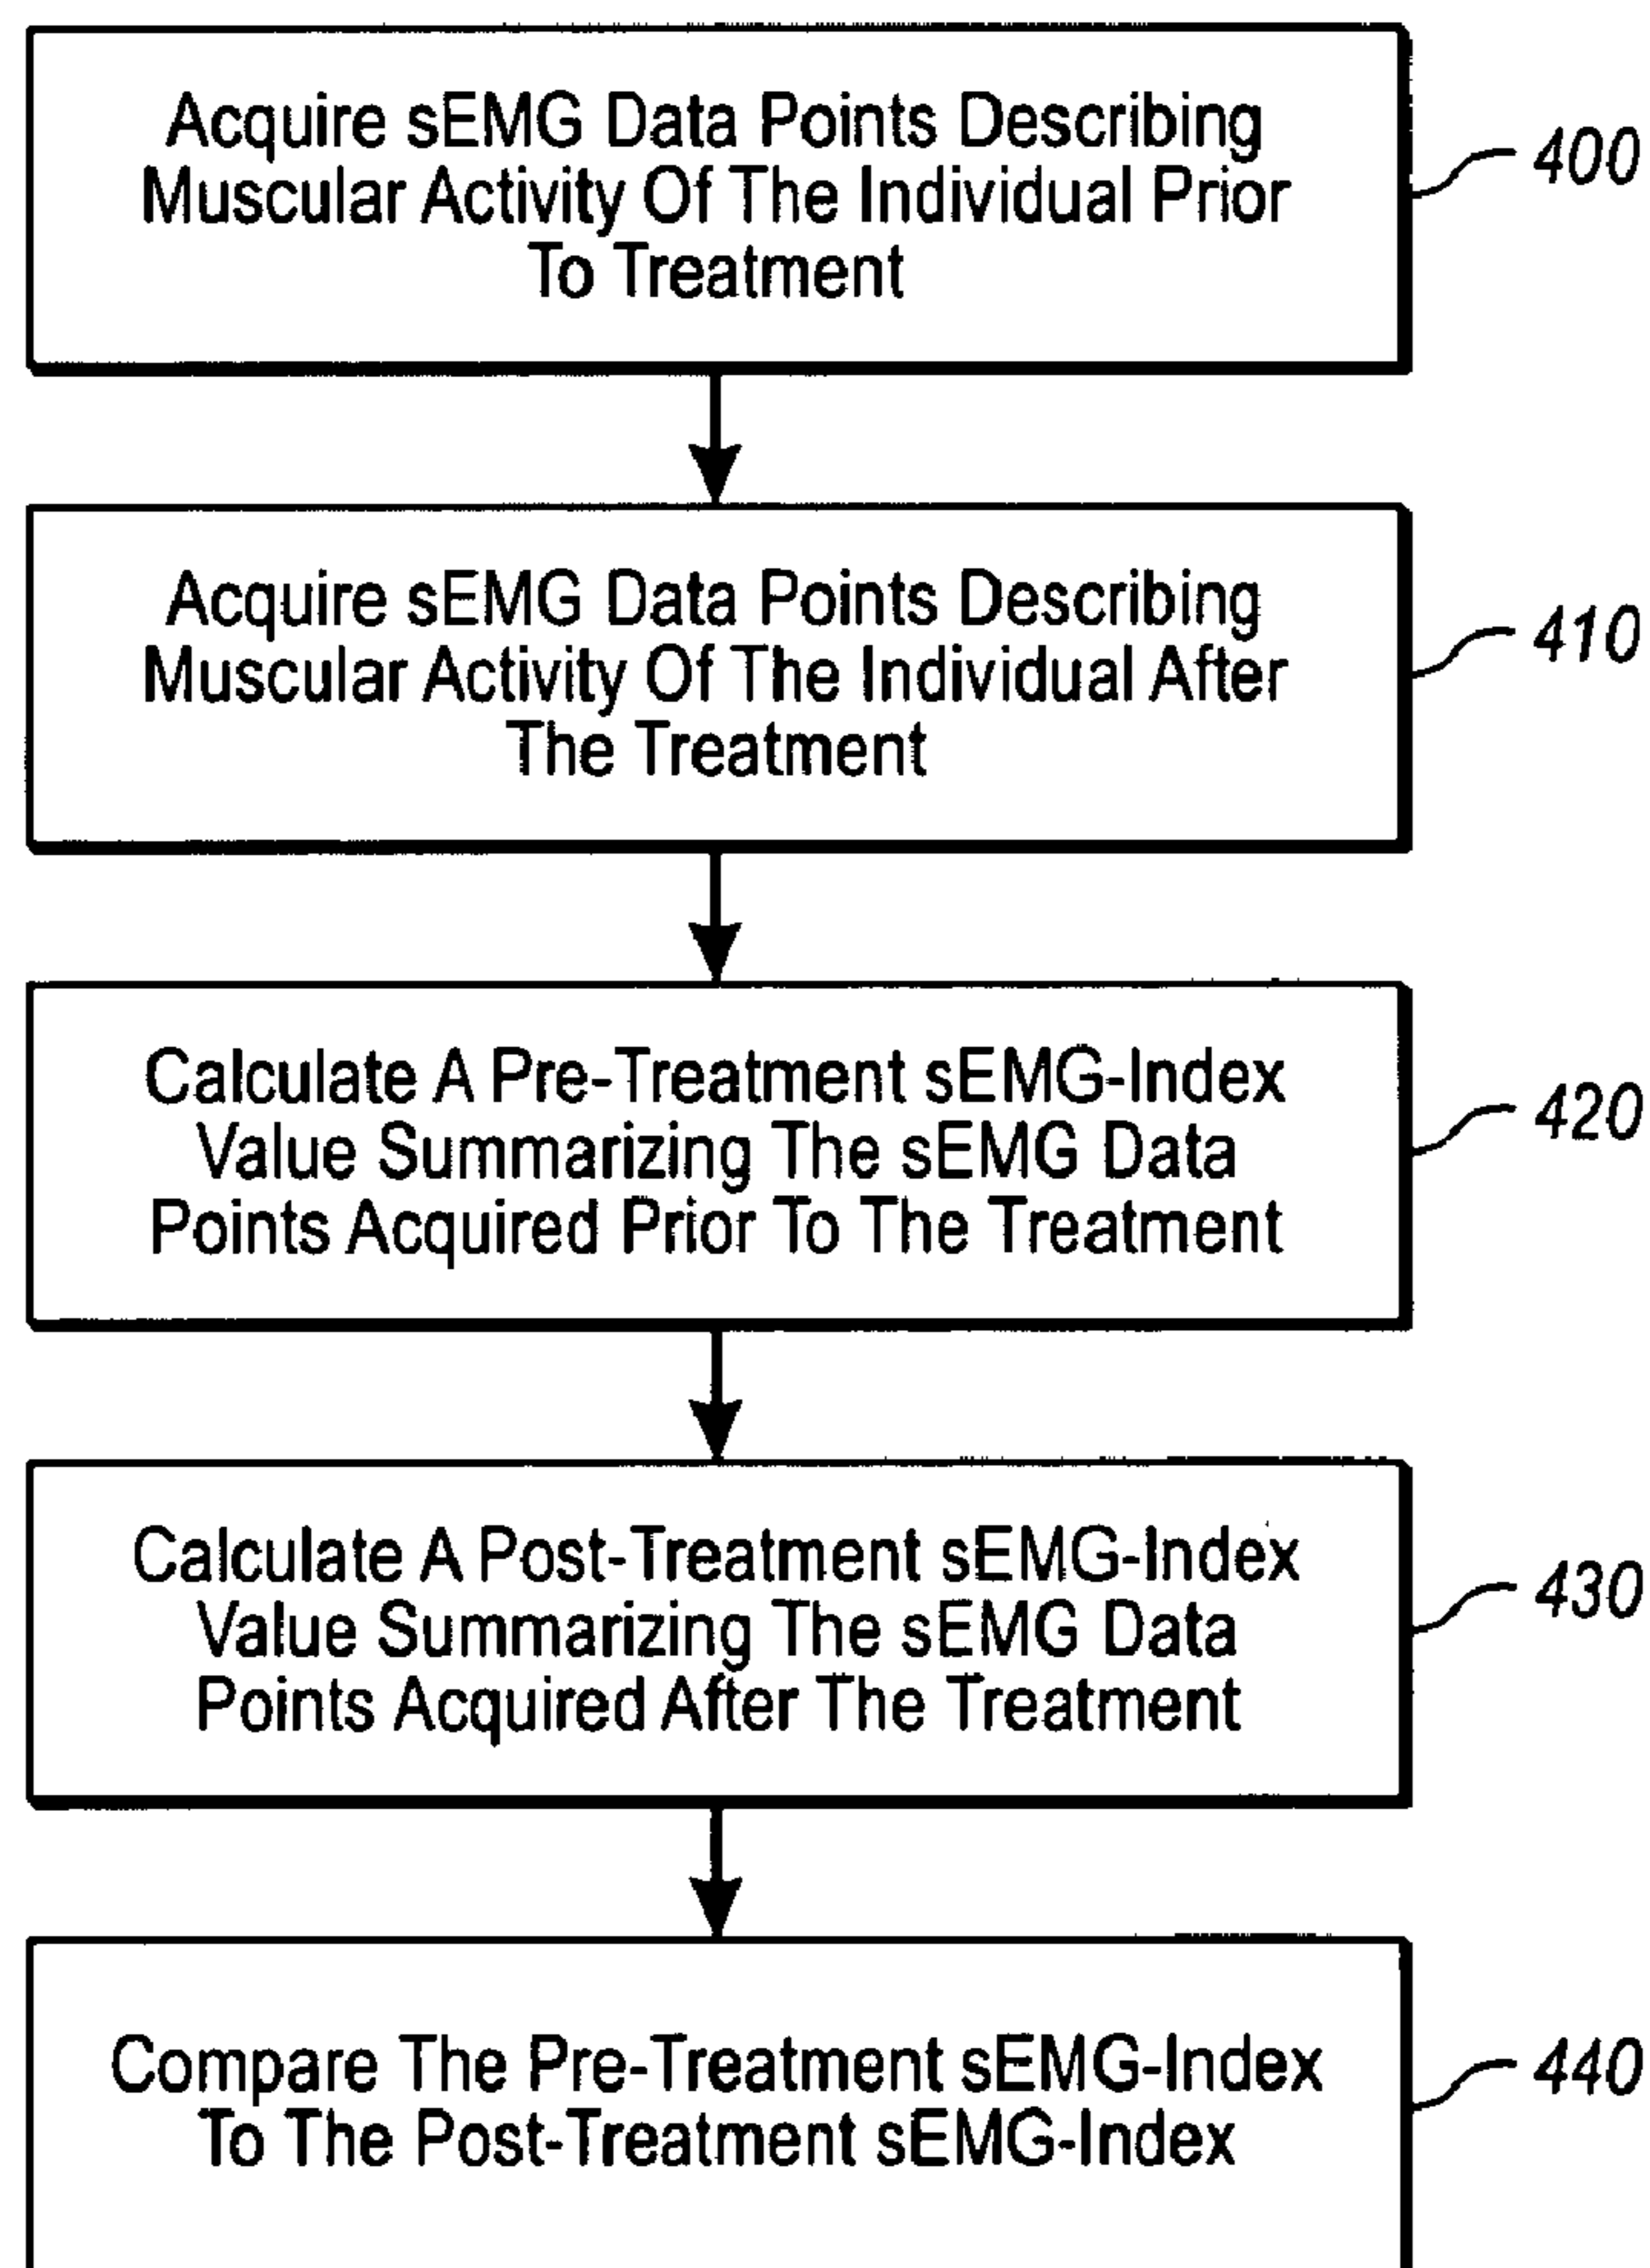 Acquire sEMG Data Points Describing
Muscular Activity Of The Individual Prior
To Treatment
400
Acquire sEMG Data Points Describing
Muscular Activity Of The Individual After
The Treatment
410
Calculate A Pre-Treatment sEMG-Index
Value Summarizing The sEMG Data
Points Acquired Prior To The Treatment
420
Calculate A Post-Treatment sEMG-Index
Value Summarizing The sEMG Data
Points Acquired After The Treatment
430
Compare The Pre-Treatment sEMG-Index
To The Post-Treatment sEMG-Index
440